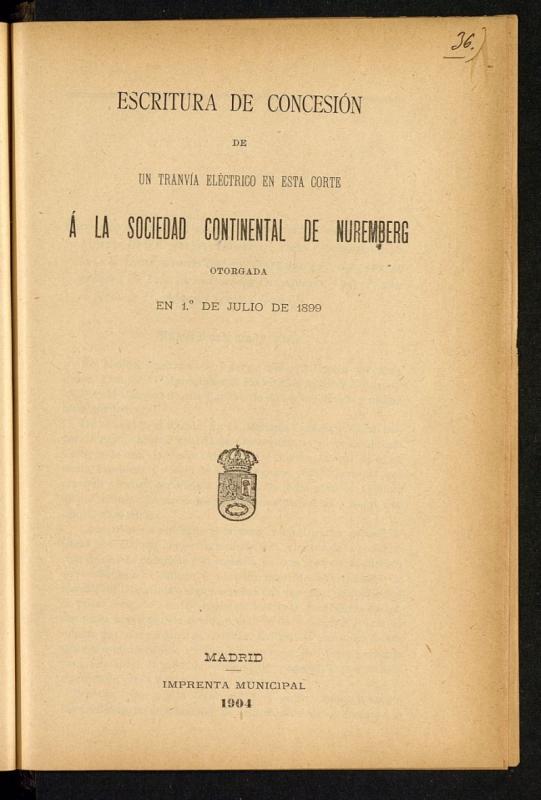 36.
ESCRITURA DE CONCESIÓN
DE
UN TRANVÍA ELÉCTRICO EN ESTA CORTE
Á LA SOCIEDAD CONTINENTAL DE NUREMBERG
OTORGADA
EN 1.º DE JULIO DE 1899
MADRID
IMPRENTA MUNICIPAL
1904